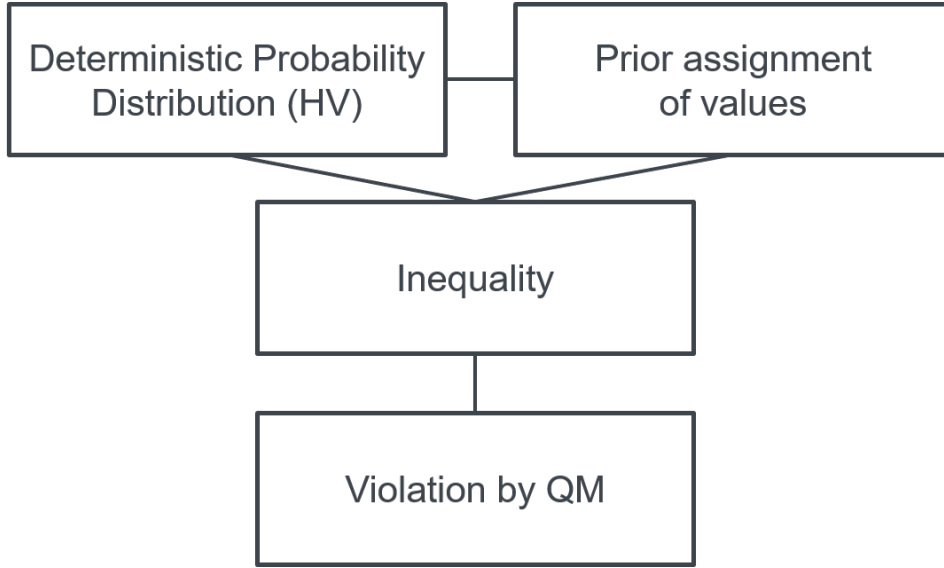 Deterministic Probability
Distribution (HV)
Prior assignment
of values
Inequality
Violation by QM